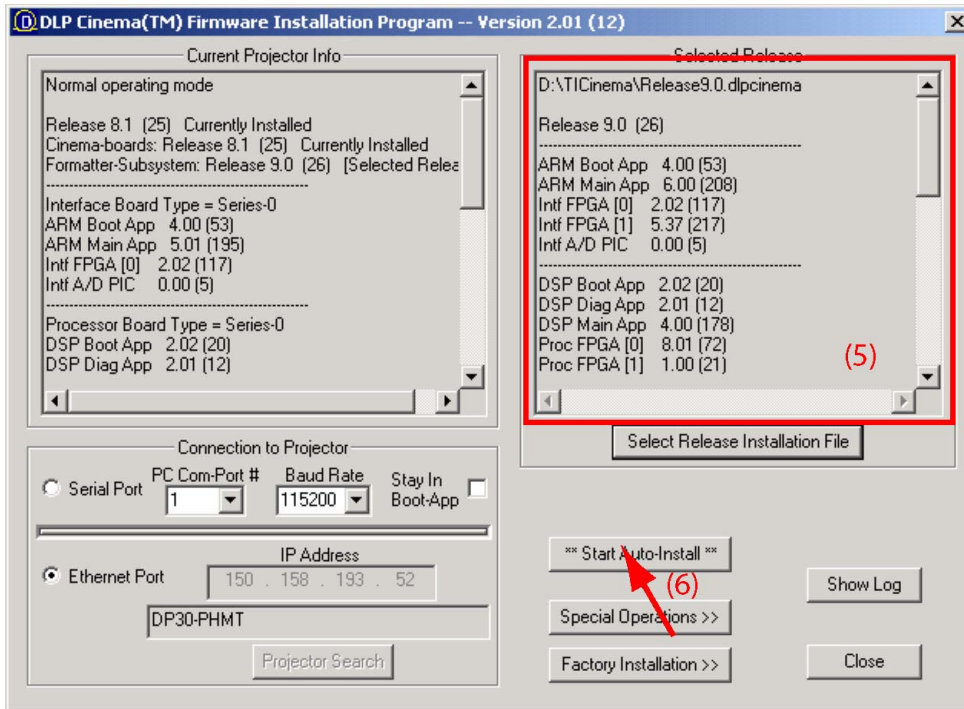 DLP Cinema(TM) Firmware Installation Program -- Version 2.01 (12)
Current Projector Info
Normal operating mode
Release 8.1 (25) Currently Installed
Cinema-boards: Release 8.1 (25) Currently Installed
Formatter-Subsystem: Release 9.0 (26) [Selected Relea
------------------------------------------------------
Interface Board Type = Series-0
ARM Boot App 4.00 (53)
ARM Main App 5.01 (195)
Intf FPGA [0] 2.02 (117)
Intf A/D PIC 0.00 (5)
------------------------------------------------------
Processor Board Type = Series-0
DSP Boot App 2.02 (20)
DSP Diag App 2.01 (12)
Selected Release
D:\TICinema\Release9.0.dlpcinema
Release 9.0 (26)
------------------------------------------------------
ARM Boot App 4.00 (53)
ARM Main App 6.00 (208)
Intf FPGA [0] 2.02 (117)
Intf FPGA [1] 5.37 (217)
Intf A/D PIC 0.00 (5)
------------------------------------------------------
DSP Boot App 2.02 (20)
DSP Diag App 2.01 (12)
DSP Main App 4.00 (178)
Proc FPGA [0] 8.01 (72)
Proc FPGA [1] 1.00 (21)
(5)
Select Release Installation File
Connection to Projector
Serial Port
PC Com-Port #
1
Baud Rate
115200
Stay In
Boot-App
Ethernet Port
IP Address
150 . 158 . 193 . 52
DP30-PHMT
Projector Search
** Start Auto-Install **
(6)
Special Operations >>
Factory Installation >>
Show Log
Close